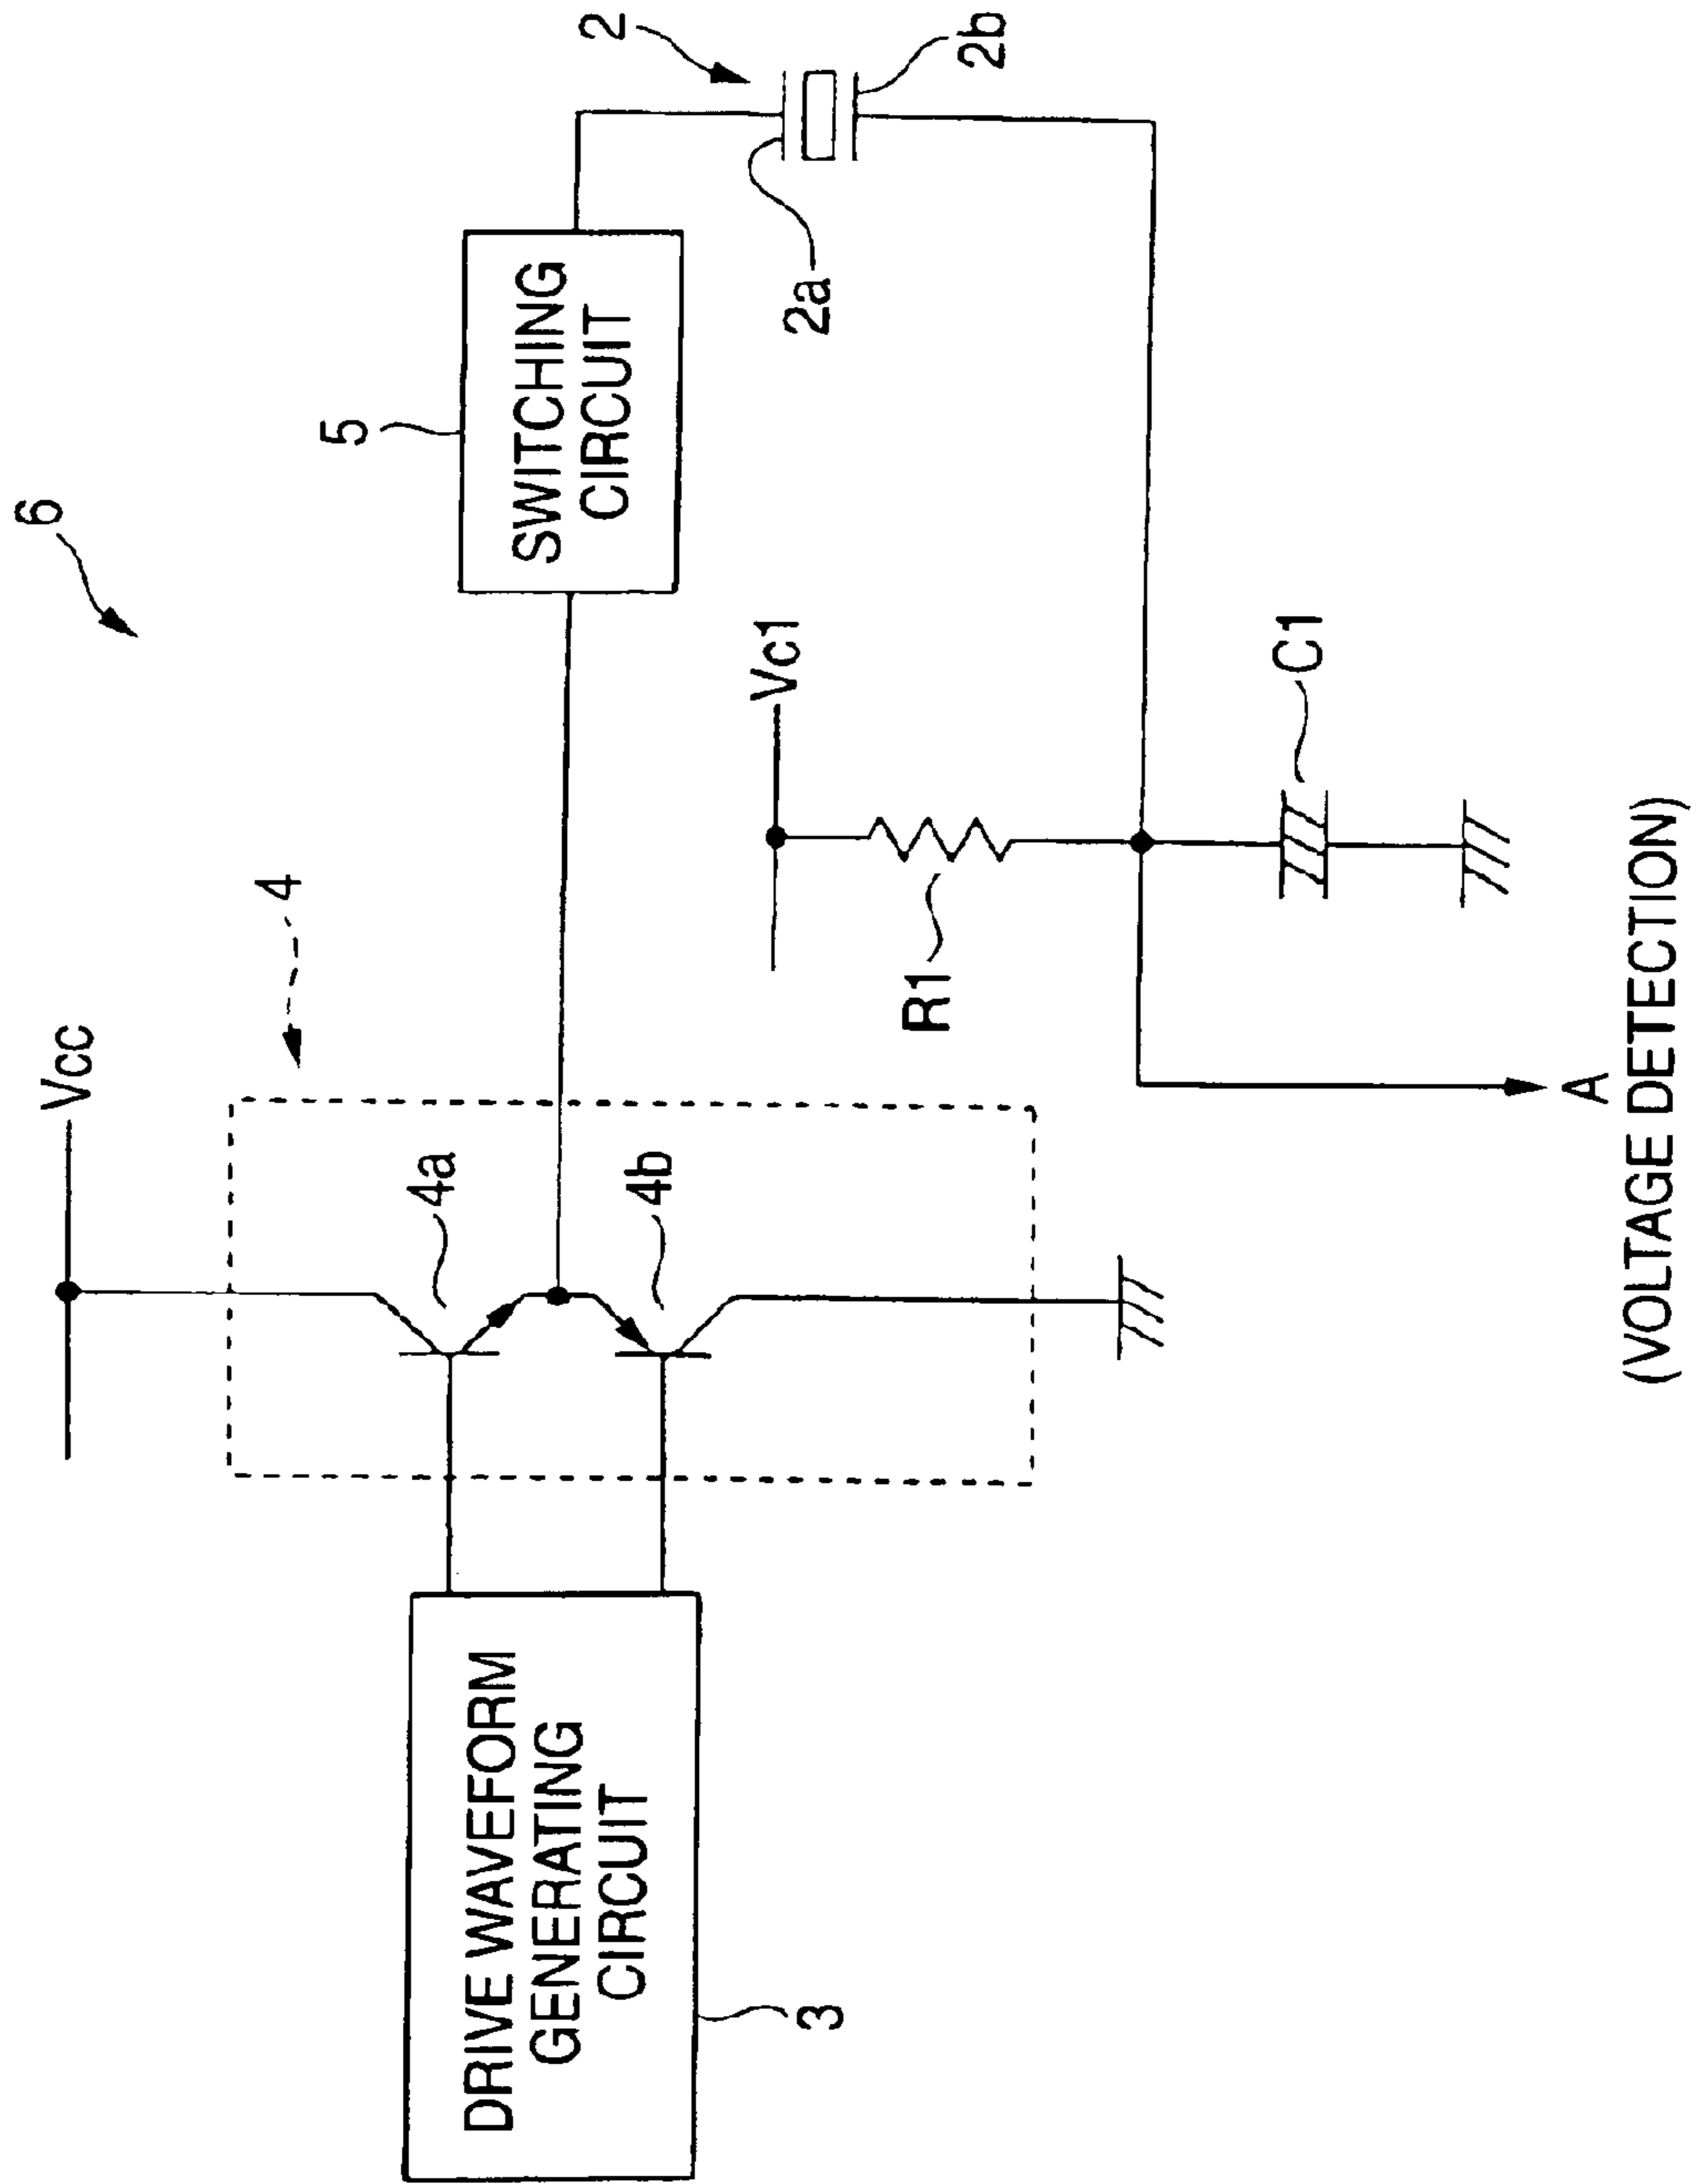 6
Vcc
4
5
2
4a
SWITCHING
CIRCUIT
DRIVE WAVEFORM
GENERATING
CIRCUIT
4b
2a
2b
3
Vc1
R1
C1
A
(VOLTAGE DETECTION)